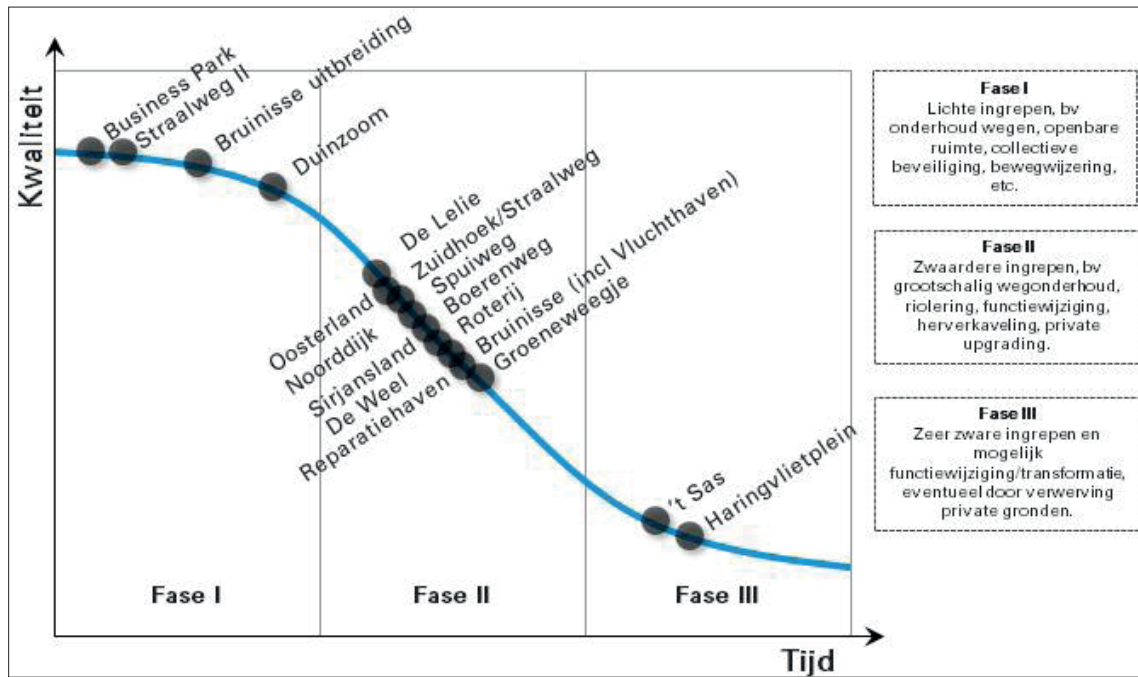 Kwaliteit
Business Park
Straalweg II
Bruinisse uitbreiding
Duinzoom
De Lelie
Zuidhoek/Straalweg
Spuiweg
Boerenweg
Roterij
Bruinisse (incl Vluchthaven)
Groeneweegje
Oosterland
Noorddijk
Sirjansland
De Weel
Reparatiehaven
't Sas
Haringvlietplein
Fase I
Fase II
Fase III
Tijd
Fase I
Lichte ingrepen, bv
onderhoud wegen, openbare
ruimte, collectieve
beveiliging, bewegwijzering,
etc.
Fase II
Zwaardere ingrepen, bv
grootschalig wegonderhoud,
riolering, functiewijziging,
herverkaveling, private
upgrading.
Fase III
Zeer zware ingrepen en
mogelijk
functiewijziging/transformatie,
eventueel door verwerving
private gronden.